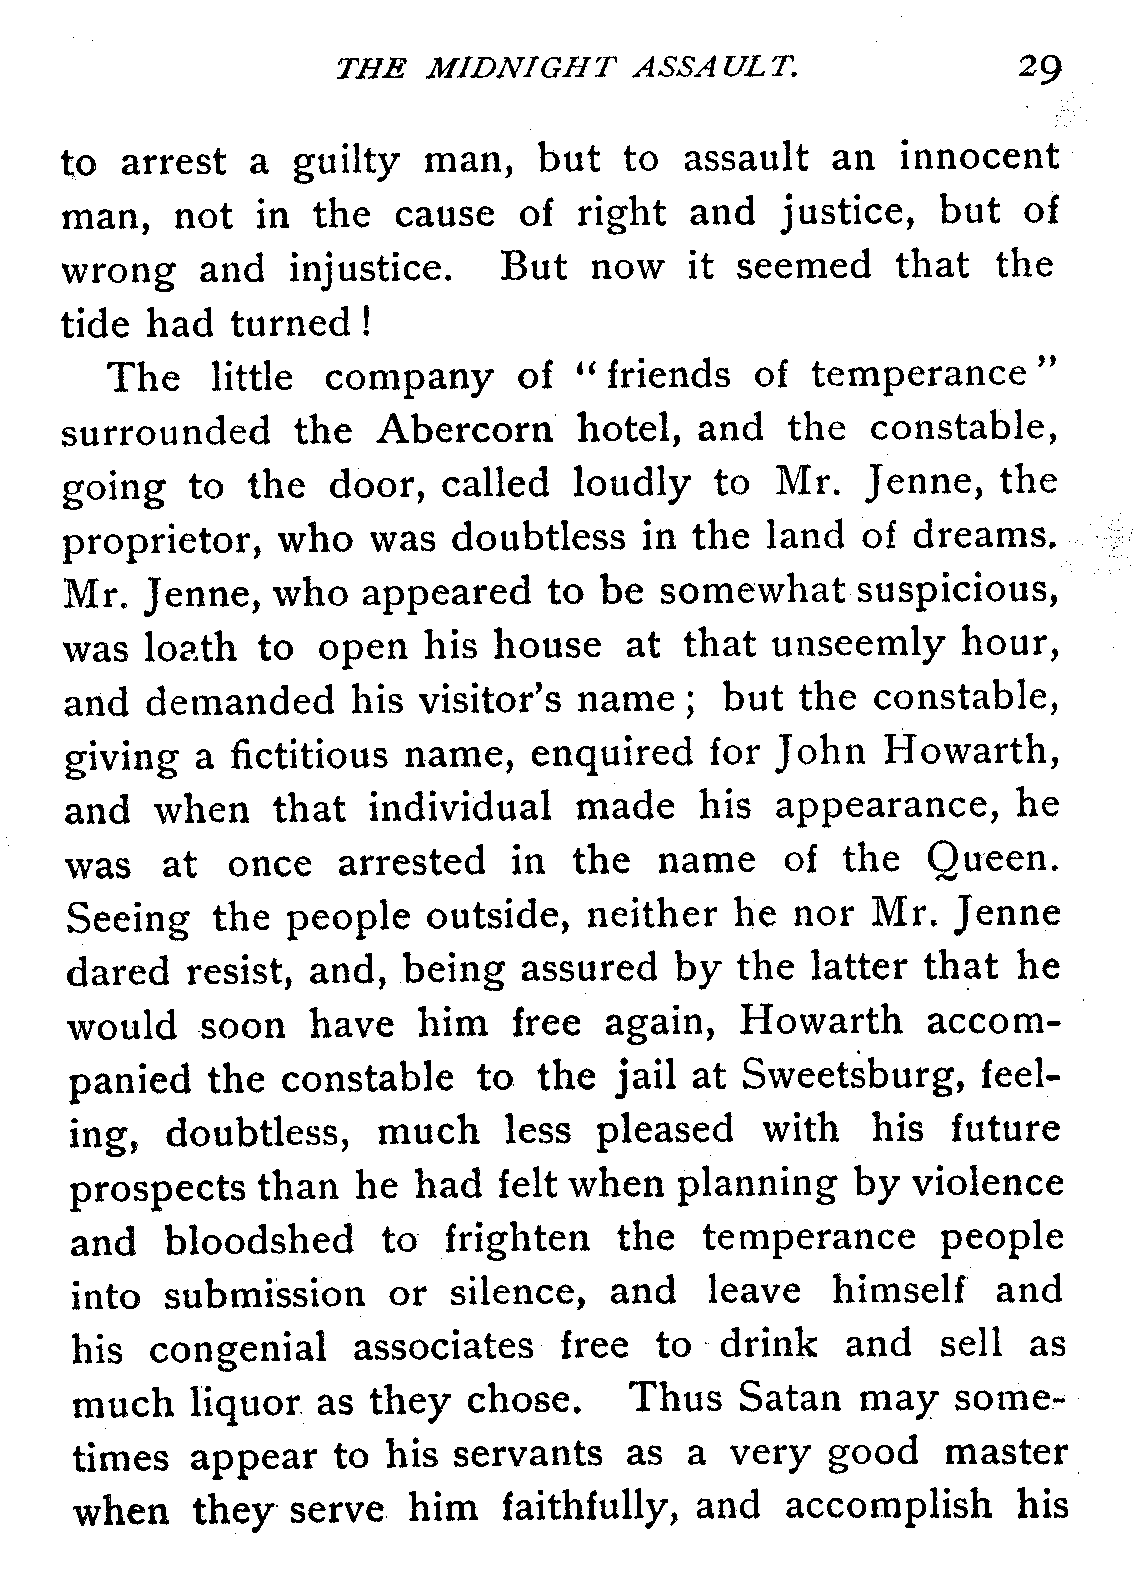 THE MIDNIGHT ASSAULT. 29
to arrest a guilty man, but to assault an innocent
man, not in the cause of right and justice, but of
wrong and injustice. But now it seemed that the
tide had turned!
The little company of "friends of temperance"
surrounded the Abercorn hotel, and the constable,
going to the door, called loudly to Mr. Jenne, the
proprietor, who was doubtless in the land of dreams.
Mr. Jenne, who appeared to be somewhat suspicious,
was loath to open his house at that unseemly hour,
and demanded his visitor's name; but the constable,
giving a fictitious name, enquired for John Howarth,
and when that individual made his appearance, he
was at once arrested in the name of the Queen.
Seeing the people outside, neither he nor Mr. Jenne
dared resist, and, being assured by the latter that he
would soon have him free again, Howarth accom-
panied the constable to the jail at Sweetsburg, feel-
ing, doubtless, much less pleased with his future
prospects than he had felt when planning by violence
and bloodshed to frighten the temperance people
into submission or silence, and leave himself and
his congenial associates free to drink and sell as
much liquor as they chose. Thus Satan may some-
times appear to his servants as a very good master
when they serve him faithfully, and accomplish his